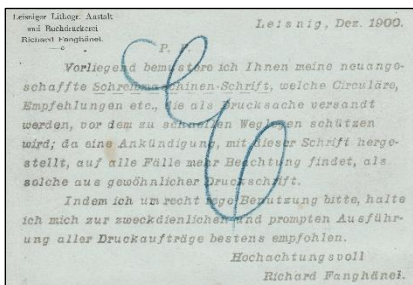 Leisniger Lithogr. Anstalt
und Buchdruckerei
Richard Fanghänel.
Leisnig, Dez. 1900.
P. P.
Vorliegend bemustere ich Ihnen meine neuange-
schaffte Schreibmaschinen-Schrift, welche Circuläre,
Empfehlungen etc., die als Drucksache versandt
werden, vor dem zu schnellen Weglegen schützen
wird; da eine Ankündigung, mit dieser Schrift herge-
stellt, auf alle Fälle mehr Beachtung findet, als
solche aus gewöhnlicher Druckschrift.
Indem ich um recht rege Benutzung bitte, halte
ich mich zur zweckdienlichen und prompten Ausführ-
ung aller Druckaufträge bestens empfohlen.
Hochachtungsvoll
Richard Fanghänel.